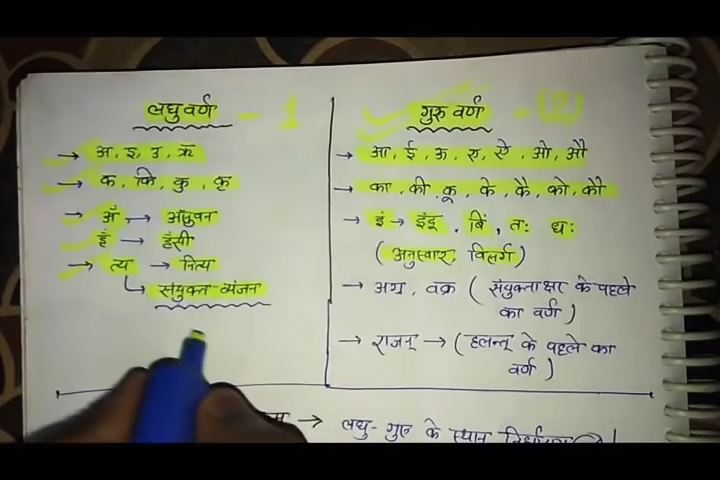 लघु वर्ण - 1
→ अ, इ, उ, ऋ
→ क, कि, कु, कृ
→ अँ → अँसुवन
→ हँ → हँसी
→ त्य → नित्य
↳ संयुक्त व्यंजन
गुरु वर्ण - (2)
→ आ, ई, ऊ, ए, ऐ, ओ, औ
→ का, की, कू, के, कै, को, कौ
→ इं → इंदु, बिं, तः धः
(अनुस्वार, विसर्ग)
→ अग्र, वक्र (संयुक्ताक्षर के पहले
का वर्ण)
→ राजन् → (हलन्त् के पहले का
वर्ण)
→ लघु-गुरु के स्थान